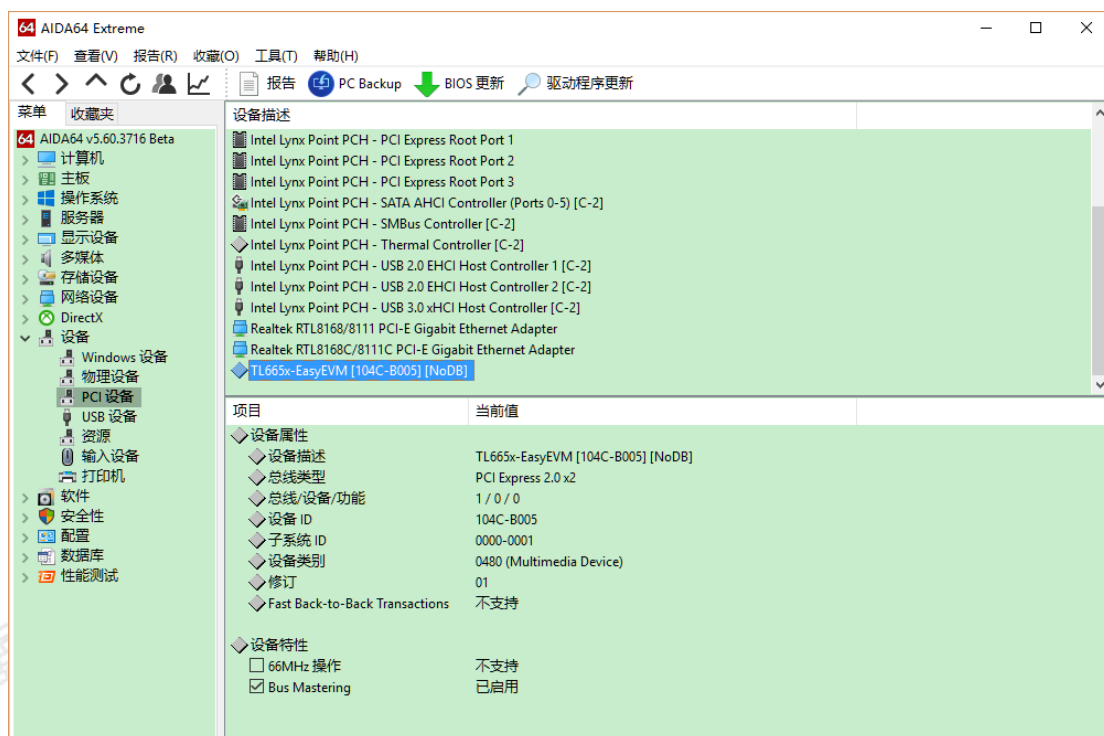 64 AIDA64 Extreme
文件(F) 查看(V) 报告(R) 收藏(O) 工具(T) 帮助(H)
报告 PC Backup BIOS 更新 驱动程序更新
菜单 收藏夹
64 AIDA64 v5.60.3716 Beta
计算机
主板
操作系统
服务器
显示设备
多媒体
存储设备
网络设备
DirectX
设备
Windows 设备
物理设备
PCI 设备
USB 设备
资源
输入设备
打印机
软件
安全性
配置
数据库
性能测试
设备描述
Intel Lynx Point PCH - PCI Express Root Port 1
Intel Lynx Point PCH - PCI Express Root Port 2
Intel Lynx Point PCH - PCI Express Root Port 3
Intel Lynx Point PCH - SATA AHCI Controller (Ports 0-5) [C-2]
Intel Lynx Point PCH - SMBus Controller [C-2]
Intel Lynx Point PCH - Thermal Controller [C-2]
Intel Lynx Point PCH - USB 2.0 EHCI Host Controller 1 [C-2]
Intel Lynx Point PCH - USB 2.0 EHCI Host Controller 2 [C-2]
Intel Lynx Point PCH - USB 3.0 xHCI Host Controller [C-2]
Realtek RTL8168/8111 PCI-E Gigabit Ethernet Adapter
Realtek RTL8168C/8111C PCI-E Gigabit Ethernet Adapter
TL665x-EasyEVM [104C-B005] [NoDB]
项目 当前值
设备属性
设备描述 TL665x-EasyEVM [104C-B005] [NoDB]
总线类型 PCI Express 2.0 x2
总线/设备/功能 1 / 0 / 0
设备 ID 104C-B005
子系统 ID 0000-0001
设备类别 0480 (Multimedia Device)
修订 01
Fast Back-to-Back Transactions 不支持
设备特性
66MHz 操作 不支持
Bus Mastering 已启用